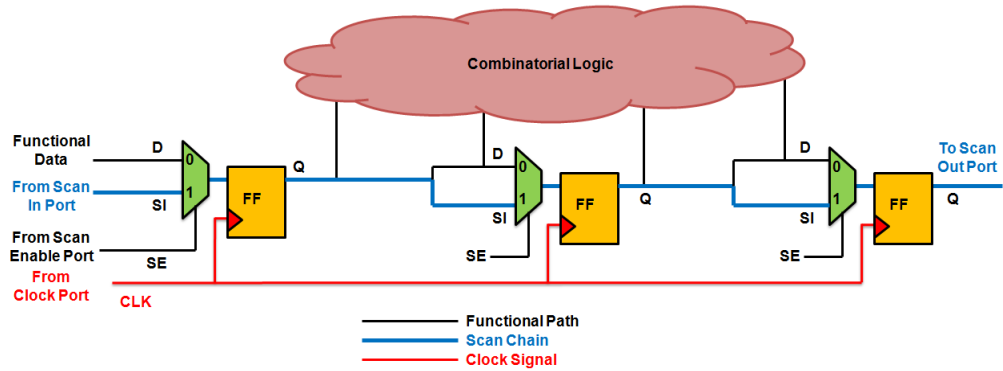 Combinatorial Logic
Functional
Data
D
0
From Scan
In Port
SI
1
From Scan
Enable Port
SE
From
Clock Port
CLK
FF
Q
D
0
1
SI
SE
FF
Q
D
0
1
SI
SE
FF
To Scan
Out Port
Q
Functional Path
Scan Chain
Clock Signal